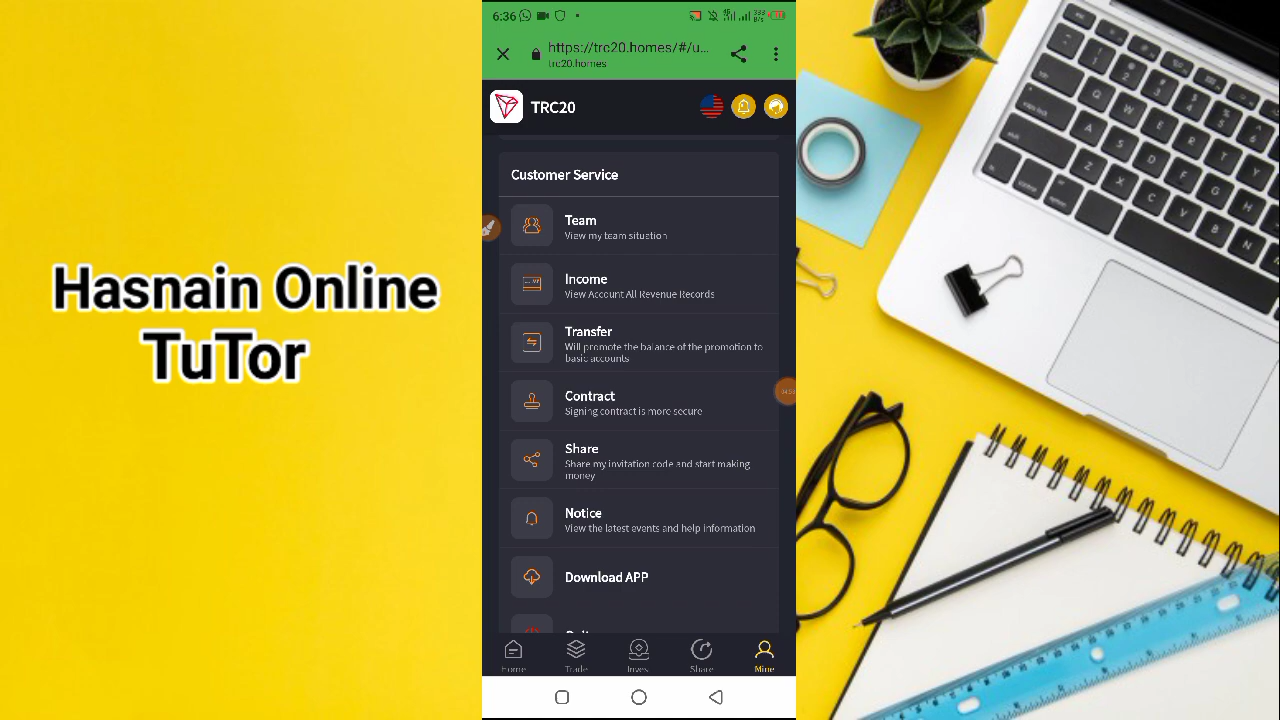 Hasnain Online
TuTor
6:36
https://trc20.homes/#/u...
trc20.homes
TRC20
Customer Service
Team
View my team situation
Income
View Account All Revenue Records
Transfer
Will promote the balance of the promotion to
basic accounts
Contract
Signing contract is more secure
Share
Share my invitation code and start making
money
Notice
View the latest events and help information
Download APP
Home
Trade
Inves
Share
Mine